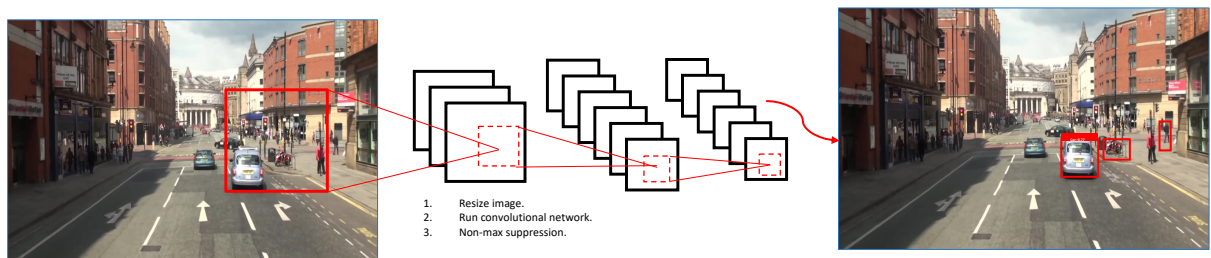 1. Resize image.
2. Run convolutional network.
3. Non-max suppression.